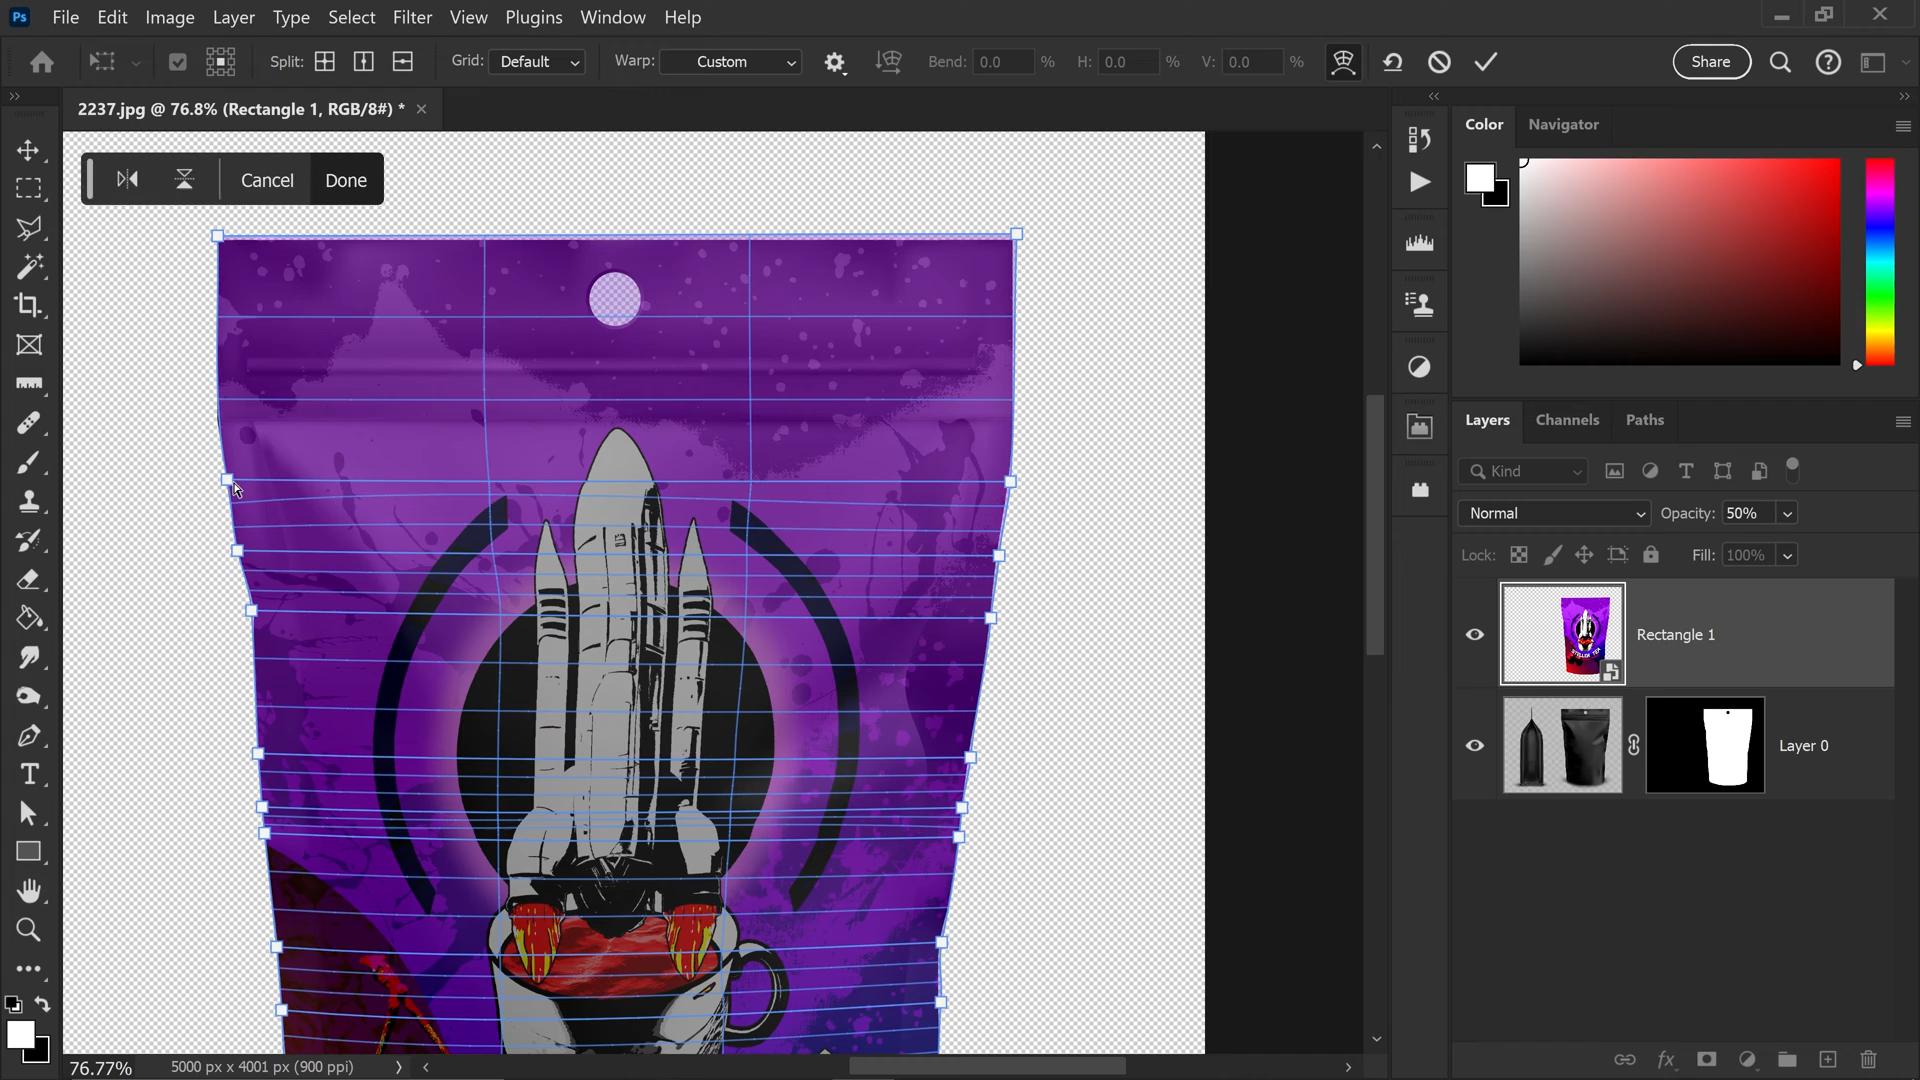 Ps File Edit Image Layer Type Select Filter View Plugins Window Help
Split: Grid: Default Warp: Custom Bend: 0.0 % H: 0.0 % V: 0.0 % Share
2237.jpg @ 76.8% (Rectangle 1, RGB/8#) *
Color Navigator
Cancel Done
Layers Channels Paths
Kind
Normal Opacity: 50%
Lock: Fill: 100%
Rectangle 1
Layer 0
76.77% 5000 px x 4001 px (900 ppi)